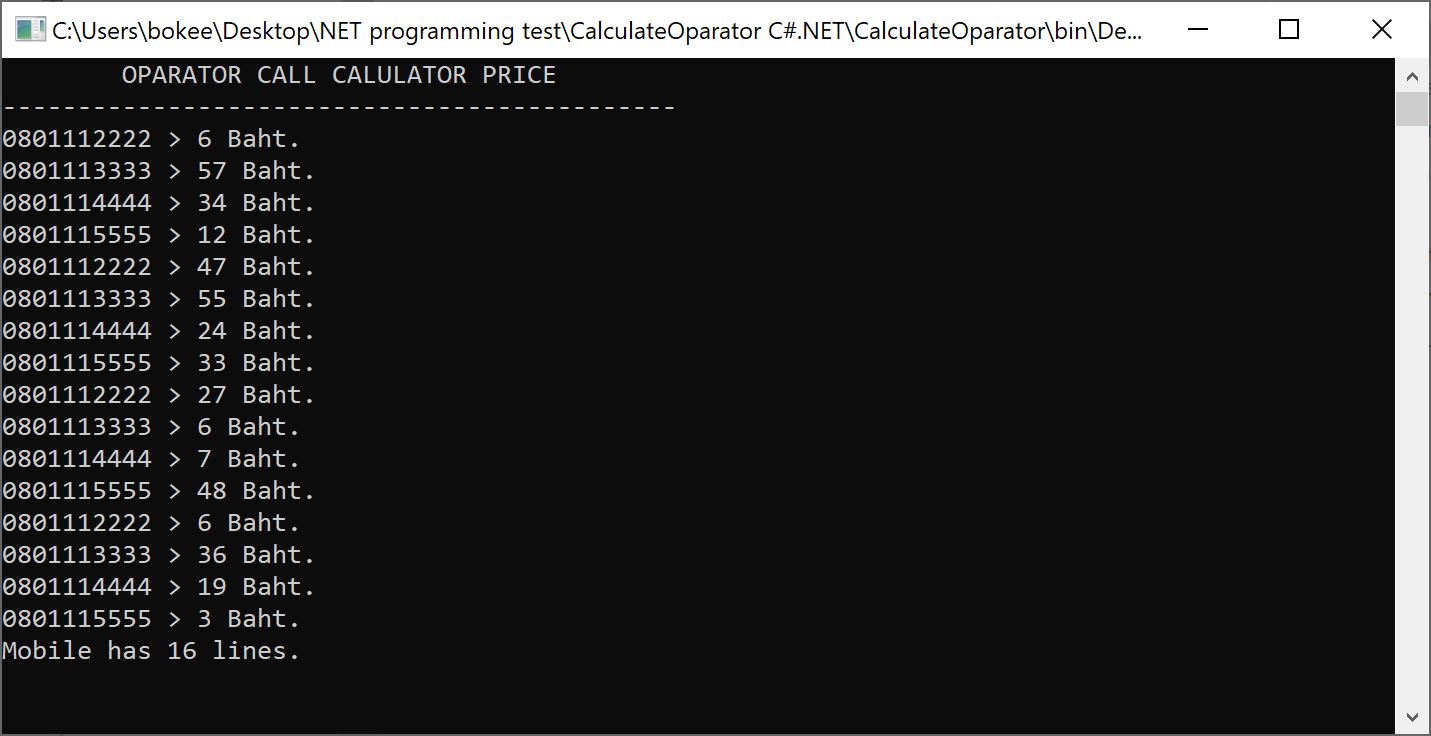 C:\Users\bokee\Desktop\NET programming test\CalculateOparator C#.NET\CalculateOparator\bin\De...
OPARATOR CALL CALULATOR PRICE
---------------------------------------------
0801112222 > 6 Baht.
0801113333 > 57 Baht.
0801114444 > 34 Baht.
0801115555 > 12 Baht.
0801112222 > 47 Baht.
0801113333 > 55 Baht.
0801114444 > 24 Baht.
0801115555 > 33 Baht.
0801112222 > 27 Baht.
0801113333 > 6 Baht.
0801114444 > 7 Baht.
0801115555 > 48 Baht.
0801112222 > 6 Baht.
0801113333 > 36 Baht.
0801114444 > 19 Baht.
0801115555 > 3 Baht.
Mobile has 16 lines.